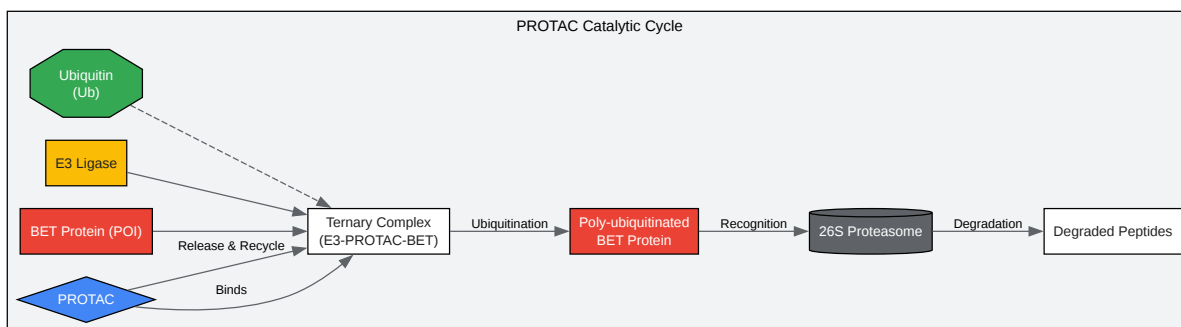 PROTAC Catalytic Cycle
Ubiquitin
(Ub)
E3 Ligase
BET Protein (POI)
PROTAC
Release & Recycle
Binds
Ternary Complex
(E3-PROTAC-BET)
Ubiquitination
Poly-ubiquitinated
BET Protein
Recognition
26S Proteasome
Degradation
Degraded Peptides